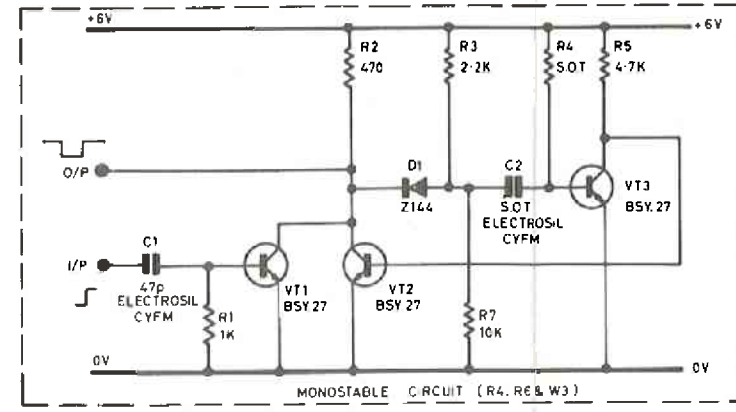 +6V
+6V
R2
470
R3
2·2K
R4
S.O.T
R5
4·7K
O/P
D1
Z144
C2
S.O.T
ELECTROSIL
CYFM
VT3
BSY.27
I/P
C1
47p
ELECTROSIL
CYFM
R1
1K
VT1
BSY 27
VT2
BSY.27
R7
10K
0V
0V
MONOSTABLE CIRCUIT (R4, R6 & W3)